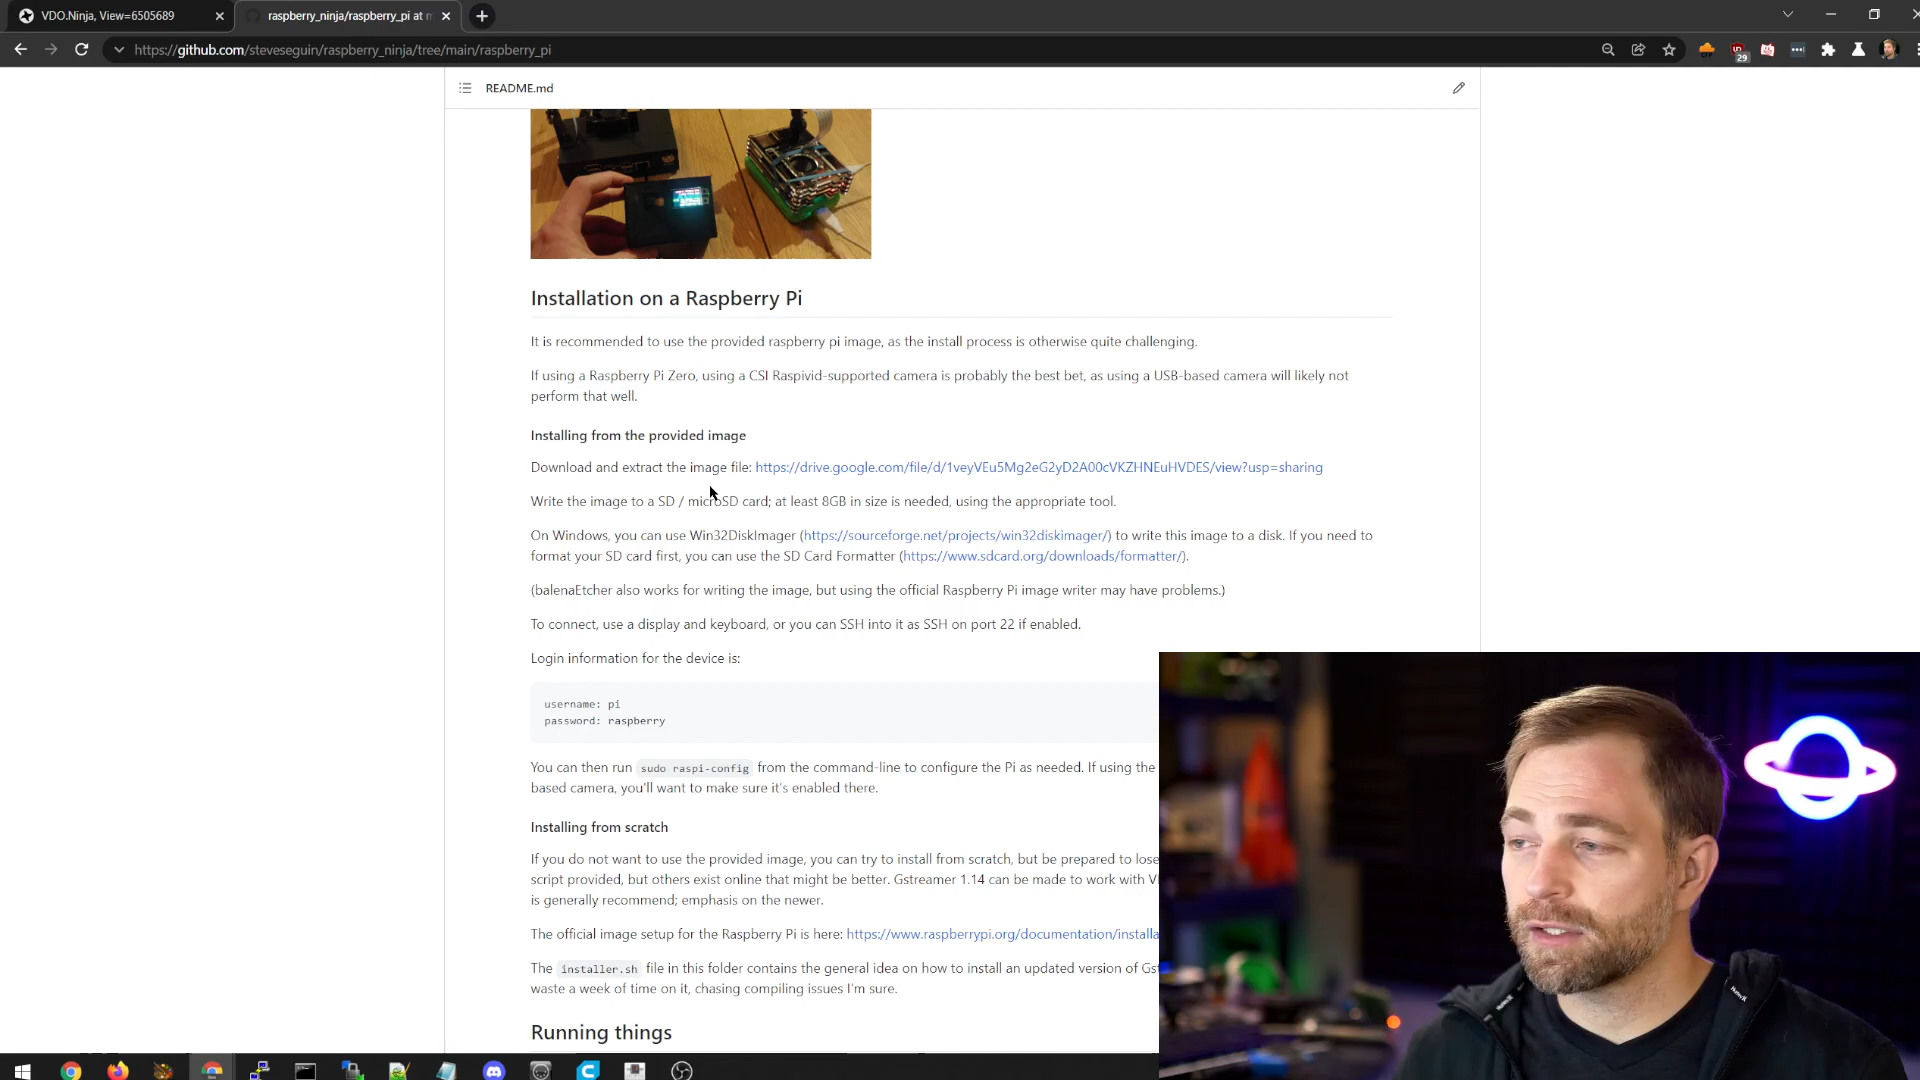 VDO.Ninja, View=6505689
raspberry_ninja/raspberry_pi at m
https://github.com/steveseguin/raspberry_ninja/tree/main/raspberry_pi
29
README.md
Installation on a Raspberry Pi
It is recommended to use the provided raspberry pi image, as the install process is otherwise quite challenging.
If using a Raspberry Pi Zero, using a CSI Raspivid-supported camera is probably the best bet, as using a USB-based camera will likely not
perform that well.
Installing from the provided image
Download and extract the image file: https://drive.google.com/file/d/1veyVEu5Mg2eG2yD2A00cVKZHNEuHVDES/view?usp=sharing
Write the image to a SD / microSD card; at least 8GB in size is needed, using the appropriate tool.
On Windows, you can use Win32DiskImager (https://sourceforge.net/projects/win32diskimager/) to write this image to a disk. If you need to
format your SD card first, you can use the SD Card Formatter (https://www.sdcard.org/downloads/formatter/).
(balenaEtcher also works for writing the image, but using the official Raspberry Pi image writer may have problems.)
To connect, use a display and keyboard, or you can SSH into it as SSH on port 22 if enabled.
Login information for the device is:
username: pi
password: raspberry
You can then run sudo raspi-config from the command-line to configure the Pi as needed. If using the
based camera, you'll want to make sure it's enabled there.
Installing from scratch
If you do not want to use the provided image, you can try to install from scratch, but be prepared to lose
script provided, but others exist online that might be better. Gstreamer 1.14 can be made to work with V
is generally recommend; emphasis on the newer.
The official image setup for the Raspberry Pi is here: https://www.raspberrypi.org/documentation/installa
The installer.sh file in this folder contains the general idea on how to install an updated version of Gst
waste a week of time on it, chasing compiling issues I'm sure.
Running things